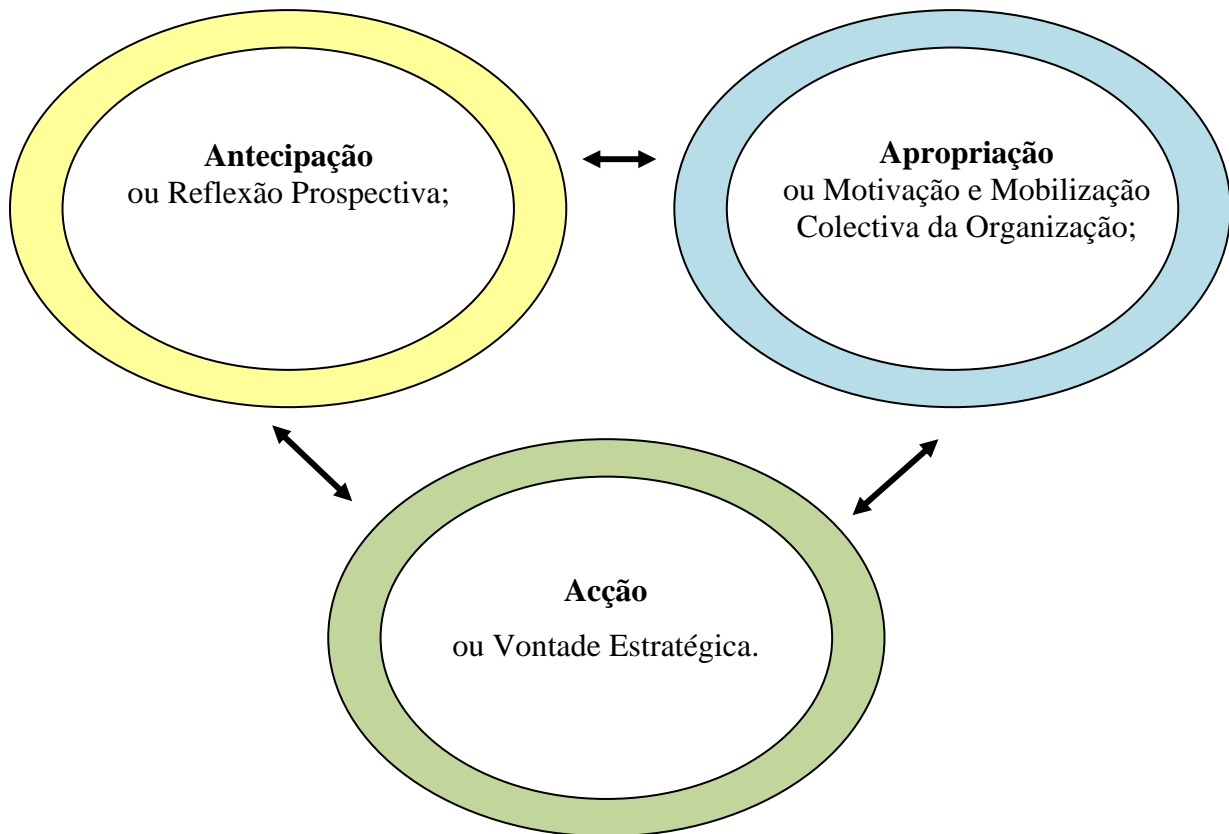 Antecipação
ou Reflexão Prospectiva;
Apropriação
ou Motivação e Mobilização
Colectiva da Organização;
Acção
ou Vontade Estratégica.